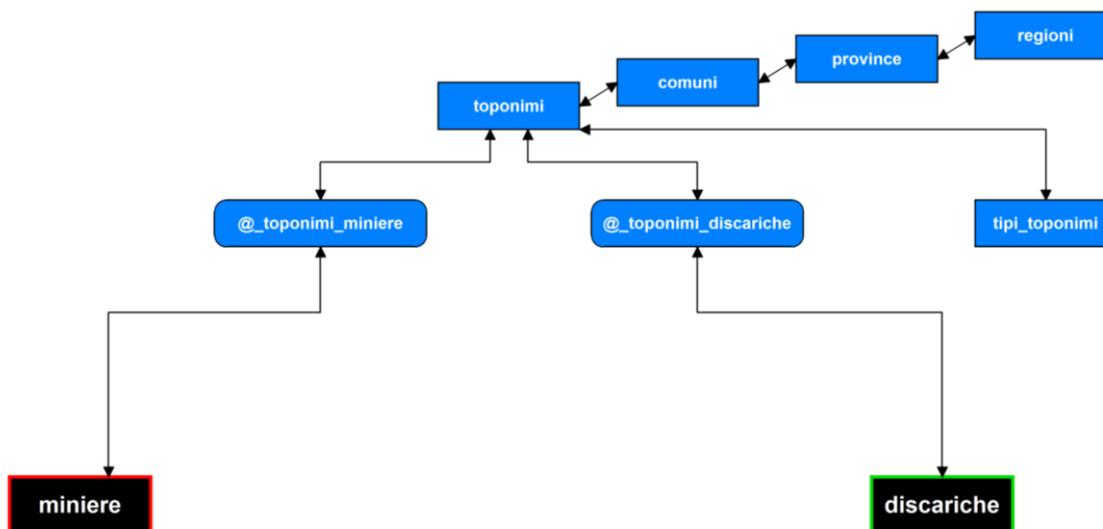 regioni
province
comuni
toponimi
@_toponimi_miniere
@_toponimi_discariche
tipi_toponimi
miniere
discariche